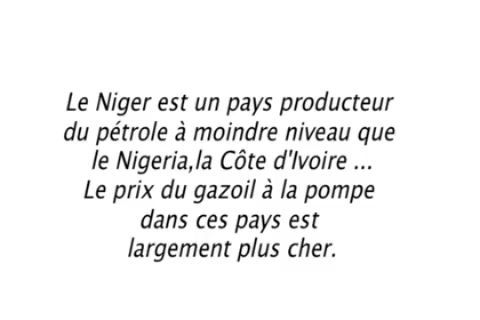 Le Niger est un pays producteur
du pétrole à moindre niveau que
le Nigeria,la Côte d'Ivoire ...
Le prix du gazoil à la pompe
dans ces pays est
largement plus cher.